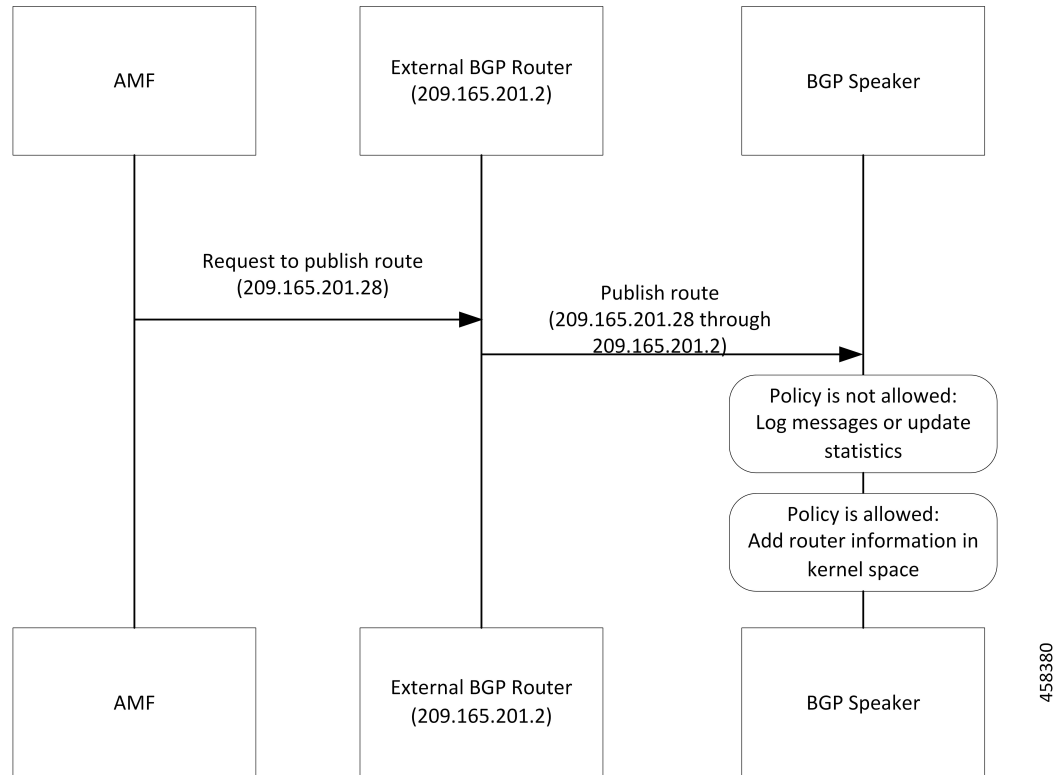 AMF
External BGP Router
(209.165.201.2)
BGP Speaker
Request to publish route
(209.165.201.28)
Publish route
(209.165.201.28 through
209.165.201.2)
Policy is not allowed:
Log messages or update
statistics
Policy is allowed:
Add router information in
kernel space
AMF
External BGP Router
(209.165.201.2)
BGP Speaker
458380